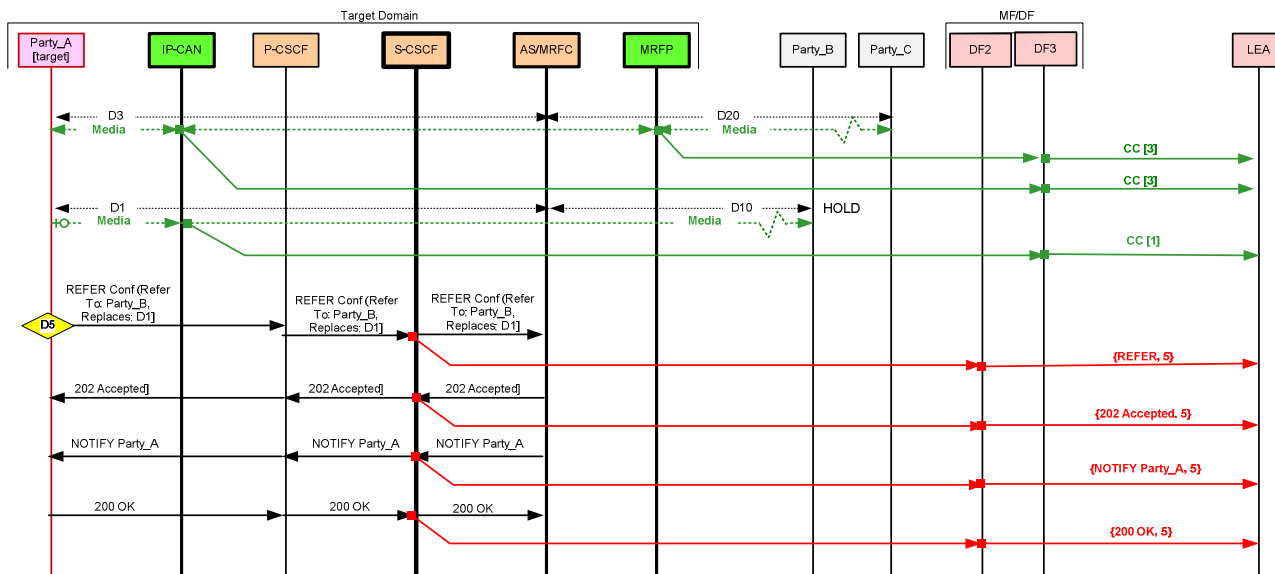 Target Domain
MF/DF
Party_A
[target]
IP-CAN
P-CSCF
S-CSCF
AS/MRFC
MRFP
Party_B
Party_C
DF2
DF3
LEA
D3
D20
Media
Media
CC [3]
CC [3]
D1
D10
HOLD
Media
Media
CC [1]
REFER Conf (Refer
To: Party_B,
Replaces: D1]
REFER Conf (Refer
To: Party_B,
Replaces: D1]
REFER Conf (Refer
To: Party_B,
Replaces: D1]
D5
{REFER, 5}
202 Accepted]
202 Accepted]
202 Accepted]
{202 Accepted. 5}
NOTIFY Party_A
NOTIFY Party_A
NOTIFY Party_A
{NOTIFY Party_A, 5}
200 OK
200 OK
200 OK
{200 OK, 5}